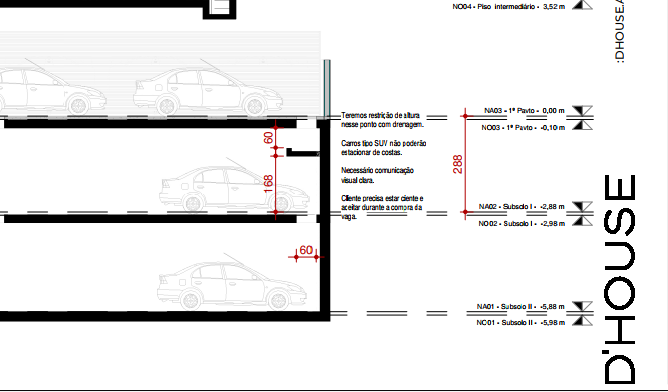 NO04 - Piso intermediário - 3,52 m
:DHOUSEA
NA03 - 1º Pavto - 0,00 m
NO03 - 1º Pavto - -0,10 m
Teremos restrição de altura
nesse ponto com drenagem.
Carros tipo SUV não poderão
estacionar de costas.
Necessário comunicação
visual clara.
Cliente precisa estar ciente e
aceitar durante a compra da
vaga.
60
168
288
NA02 - Subsolo I - -2,88 m
NO02 - Subsolo I - -2,98 m
60
NA01 - Subsolo II - -5,88 m
NO01 - Subsolo II - -5,98 m
D'HOUSE